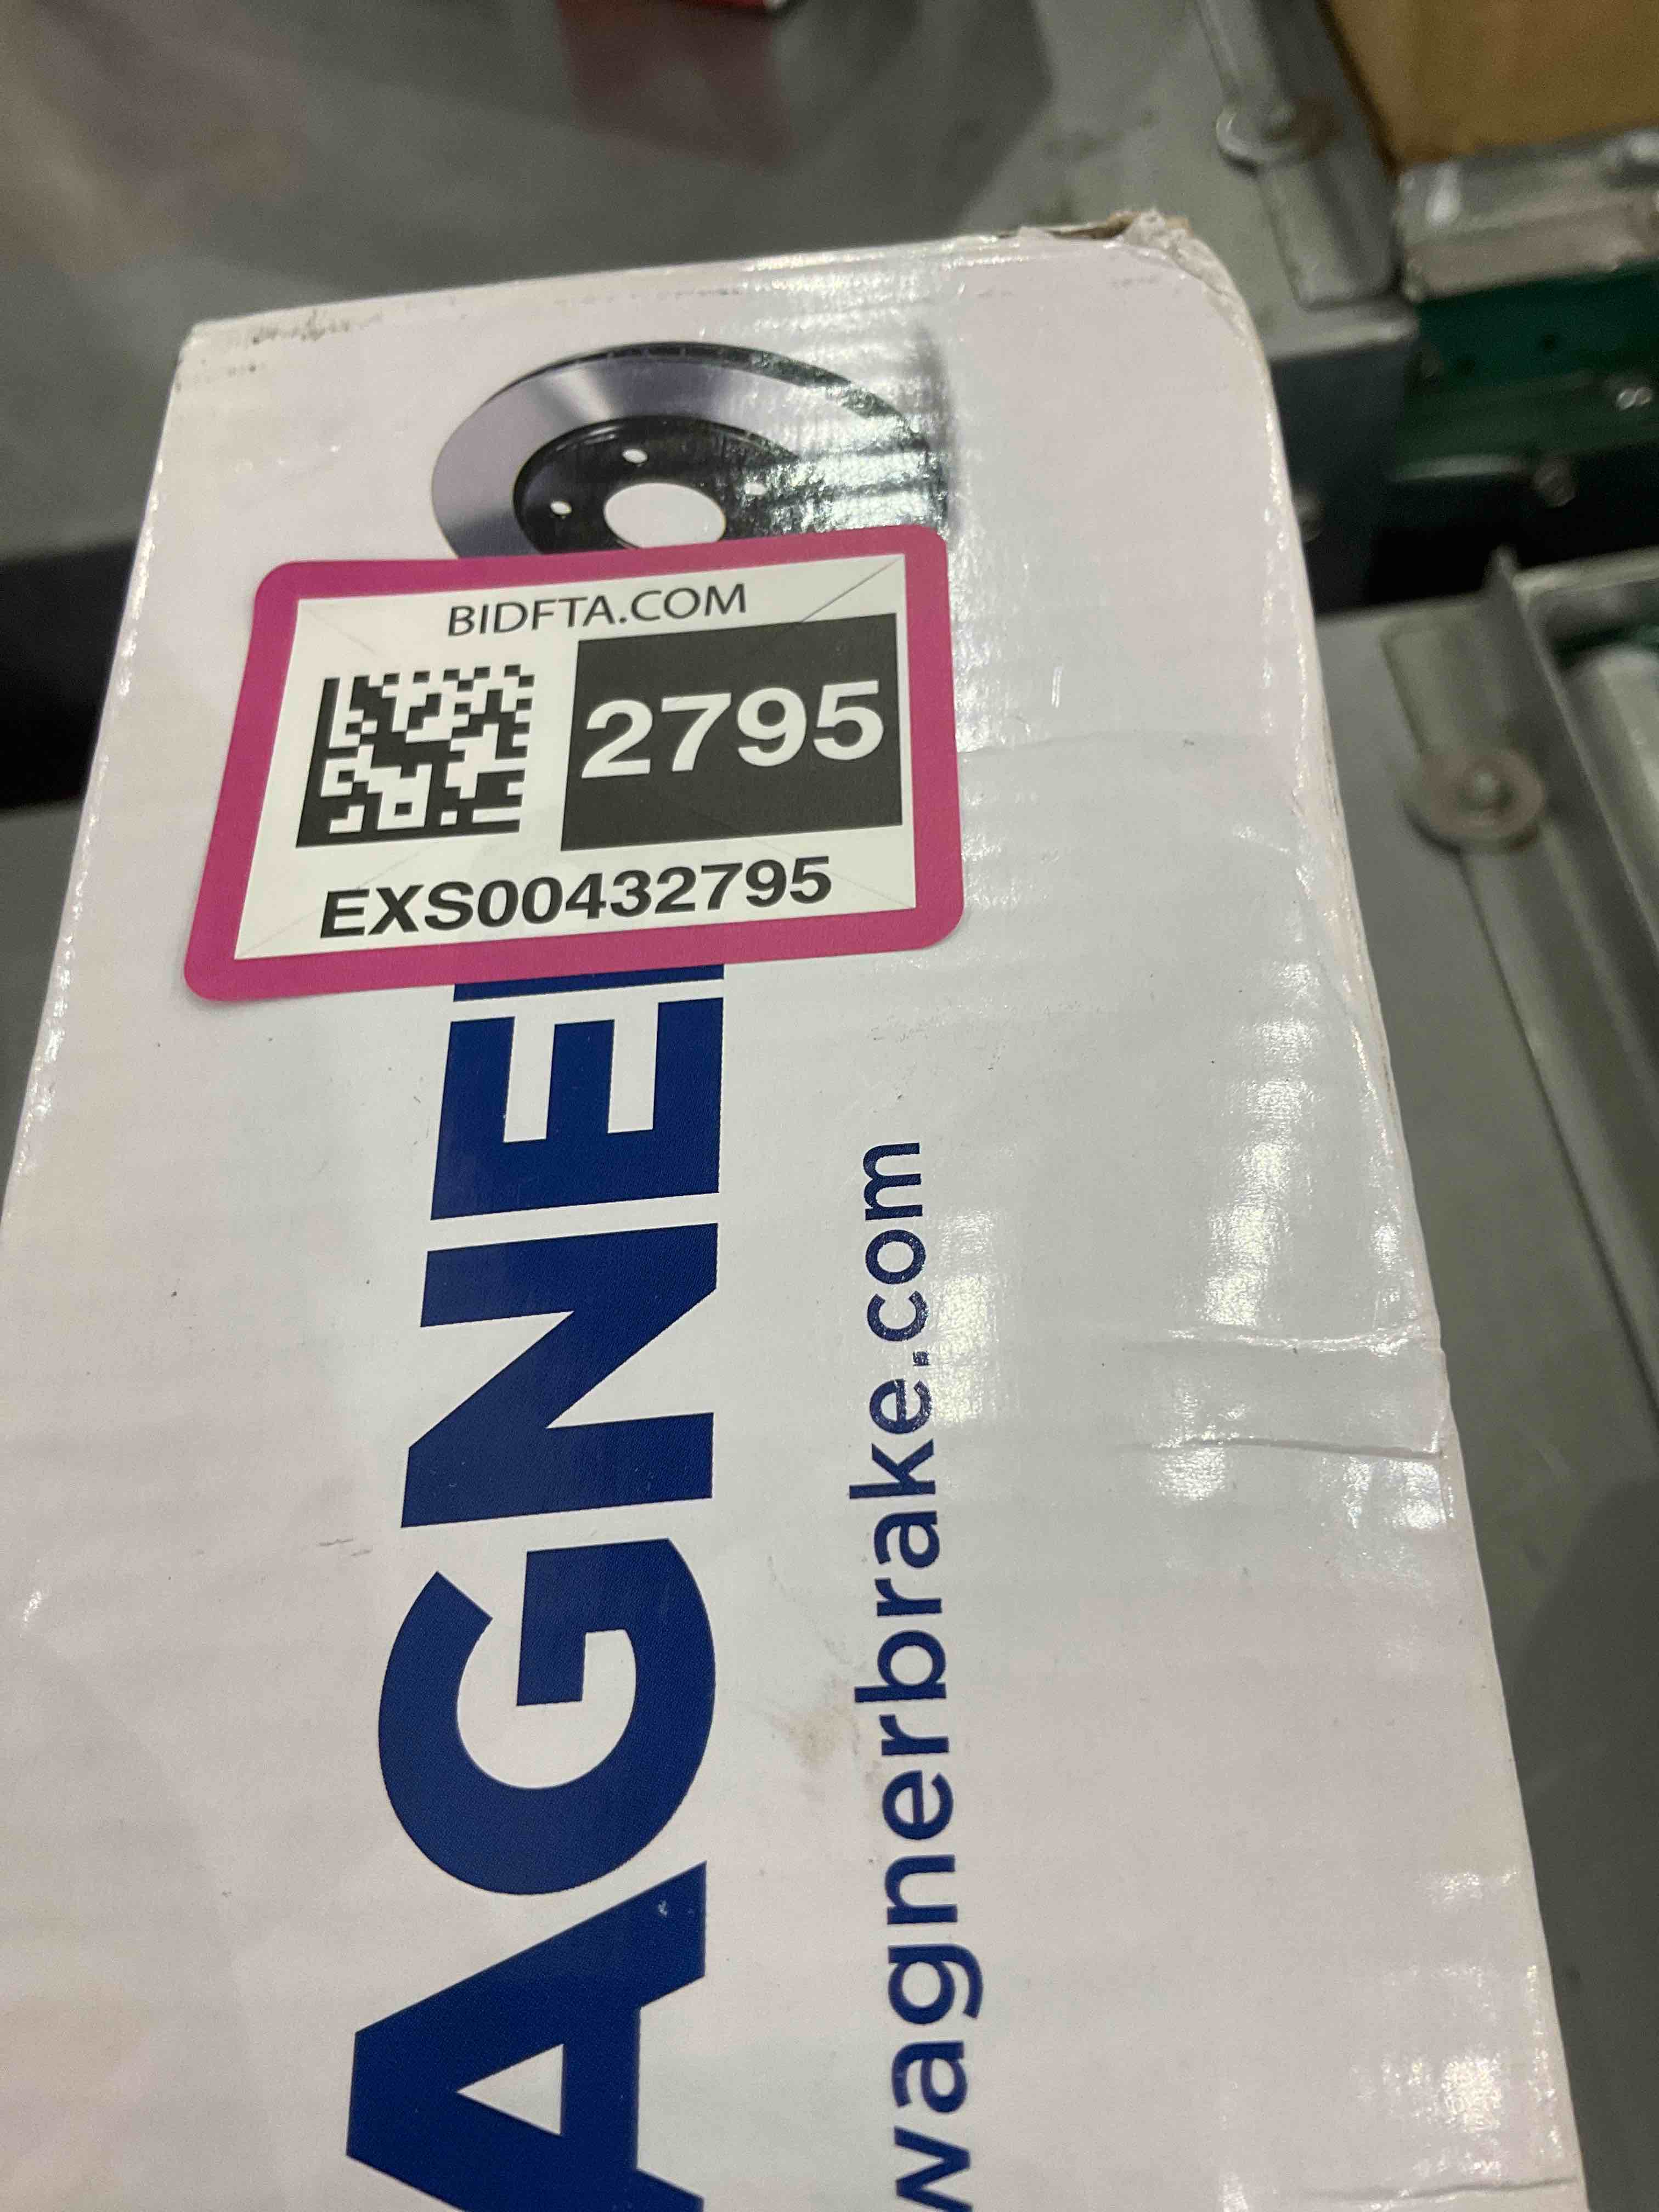 BIDFTA.COM
2795
EXS00432795
AGNE
wagnerbrake.com